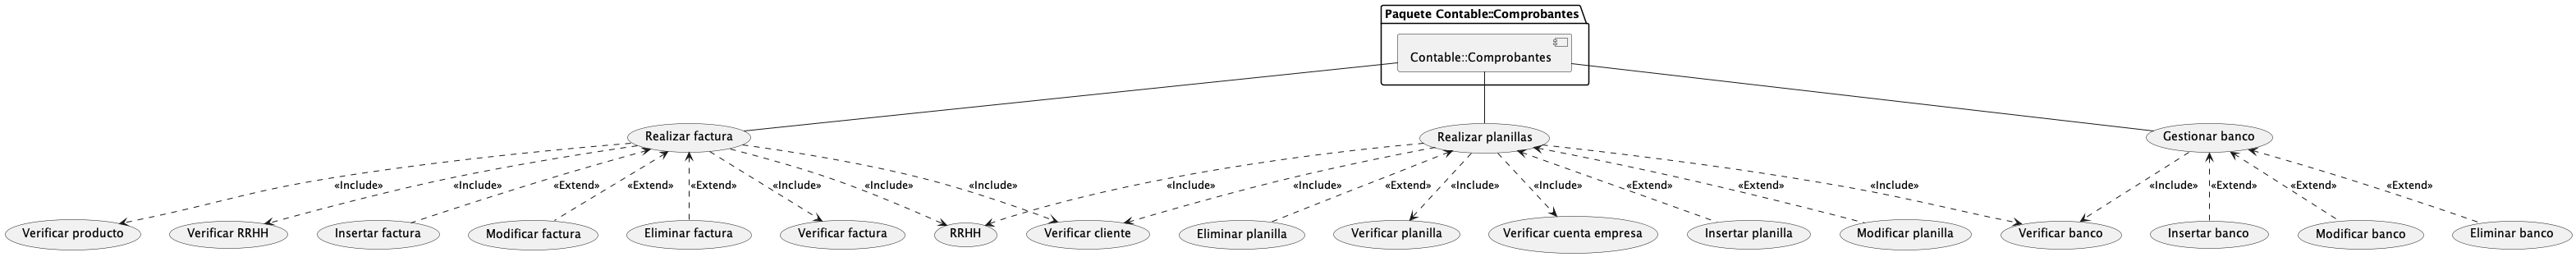 Paquete Contable::Comprobantes
Contable::Comprobantes
Realizar factura
Realizar planillas
Gestionar banco
«Include»
«Include»
«Extend»
«Extend»
«Extend»
«Include»
«Include»
«Include»
«Include»
«Include»
«Extend»
«Include»
«Include»
«Extend»
«Extend»
«Include»
«Include»
«Extend»
«Extend»
«Extend»
Verificar producto
Verificar RRHH
Insertar factura
Modificar factura
Eliminar factura
Verificar factura
RRHH
Verificar cliente
Eliminar planilla
Verificar planilla
Verificar cuenta empresa
Insertar planilla
Modificar planilla
Verificar banco
Insertar banco
Modificar banco
Eliminar banco